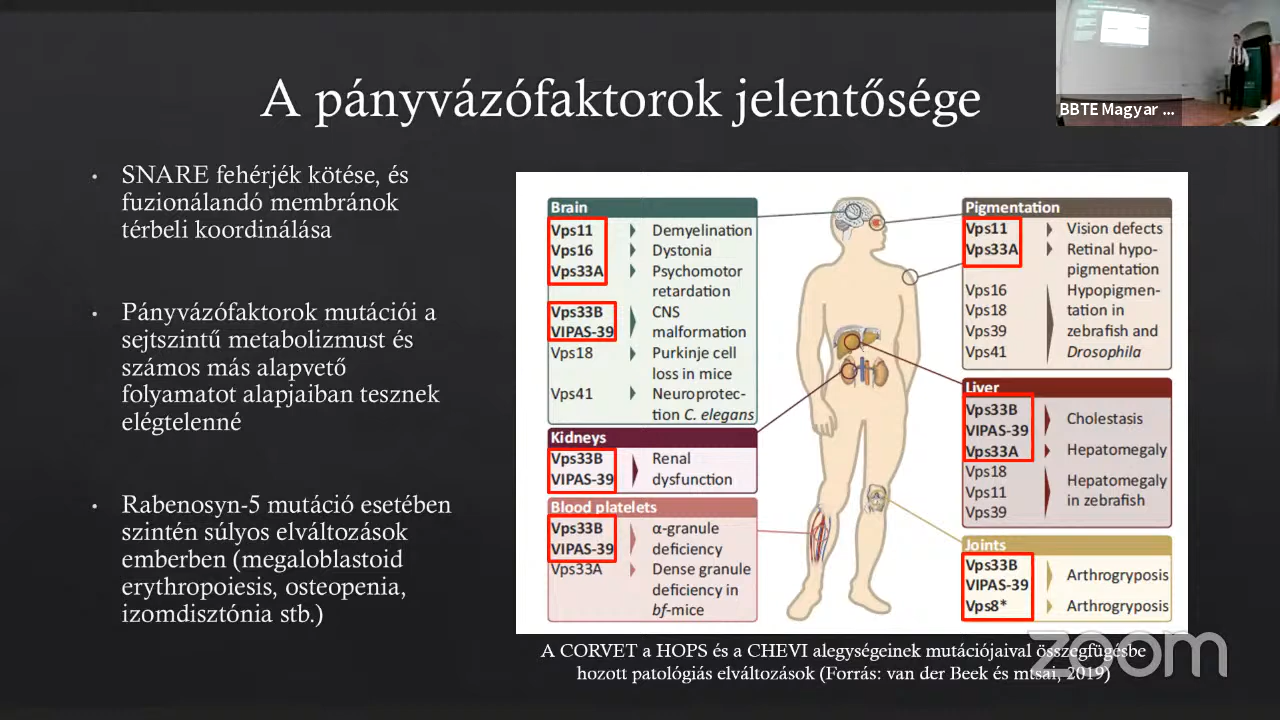 A pányvázófaktorok jelentősége
BBTE Magyar ...
• SNARE fehérjék kötése, és
fuzionálandó membránok
térbeli koordinálása
• Pányvázófaktorok mutációi a
sejtszintű metabolizmust és
számos más alapvető
folyamatot alapjaiban tesznek
elégtelenné
• Rabenosyn-5 mutáció esetében
szintén súlyos elváltozások
emberben (megaloblastoid
erythropoiesis, osteopenia,
izomdisztónia stb.)
Brain
Vps11 Demyelination
Vps16 Dystonia
Vps33A Psychomotor
retardation
Vps33B CNS
VIPAS-39 malformation
Vps18 Purkinje cell
loss in mice
Vps41 Neuroprotec-
tion C. elegans
Kidneys
Vps33B Renal
VIPAS-39 dysfunction
Blood platelets
Vps33B α-granule
VIPAS-39 deficiency
Vps33A Dense granule
deficiency in
bf-mice
Pigmentation
Vps11 Vision defects
Vps33A Retinal hypo-
pigmentation
Vps16 Hypopigmen-
Vps18 tation in
Vps39 zebrafish and
Vps41 Drosophila
Liver
Vps33B
Cholestasis
VIPAS-39
Vps33A Hepatomegaly
Vps18
Vps11 Hepatomegaly
Vps39 in zebrafish
Joints
Vps33B
Arthrogryposis
VIPAS-39
Vps8* Arthrogryposis
A CORVET a HOPS és a CHEVI alegységeinek mutációjaival összegfügésbe
hozott patológiás elváltozások (Forrás: van der Beek és mtsai, 2019)
zoom